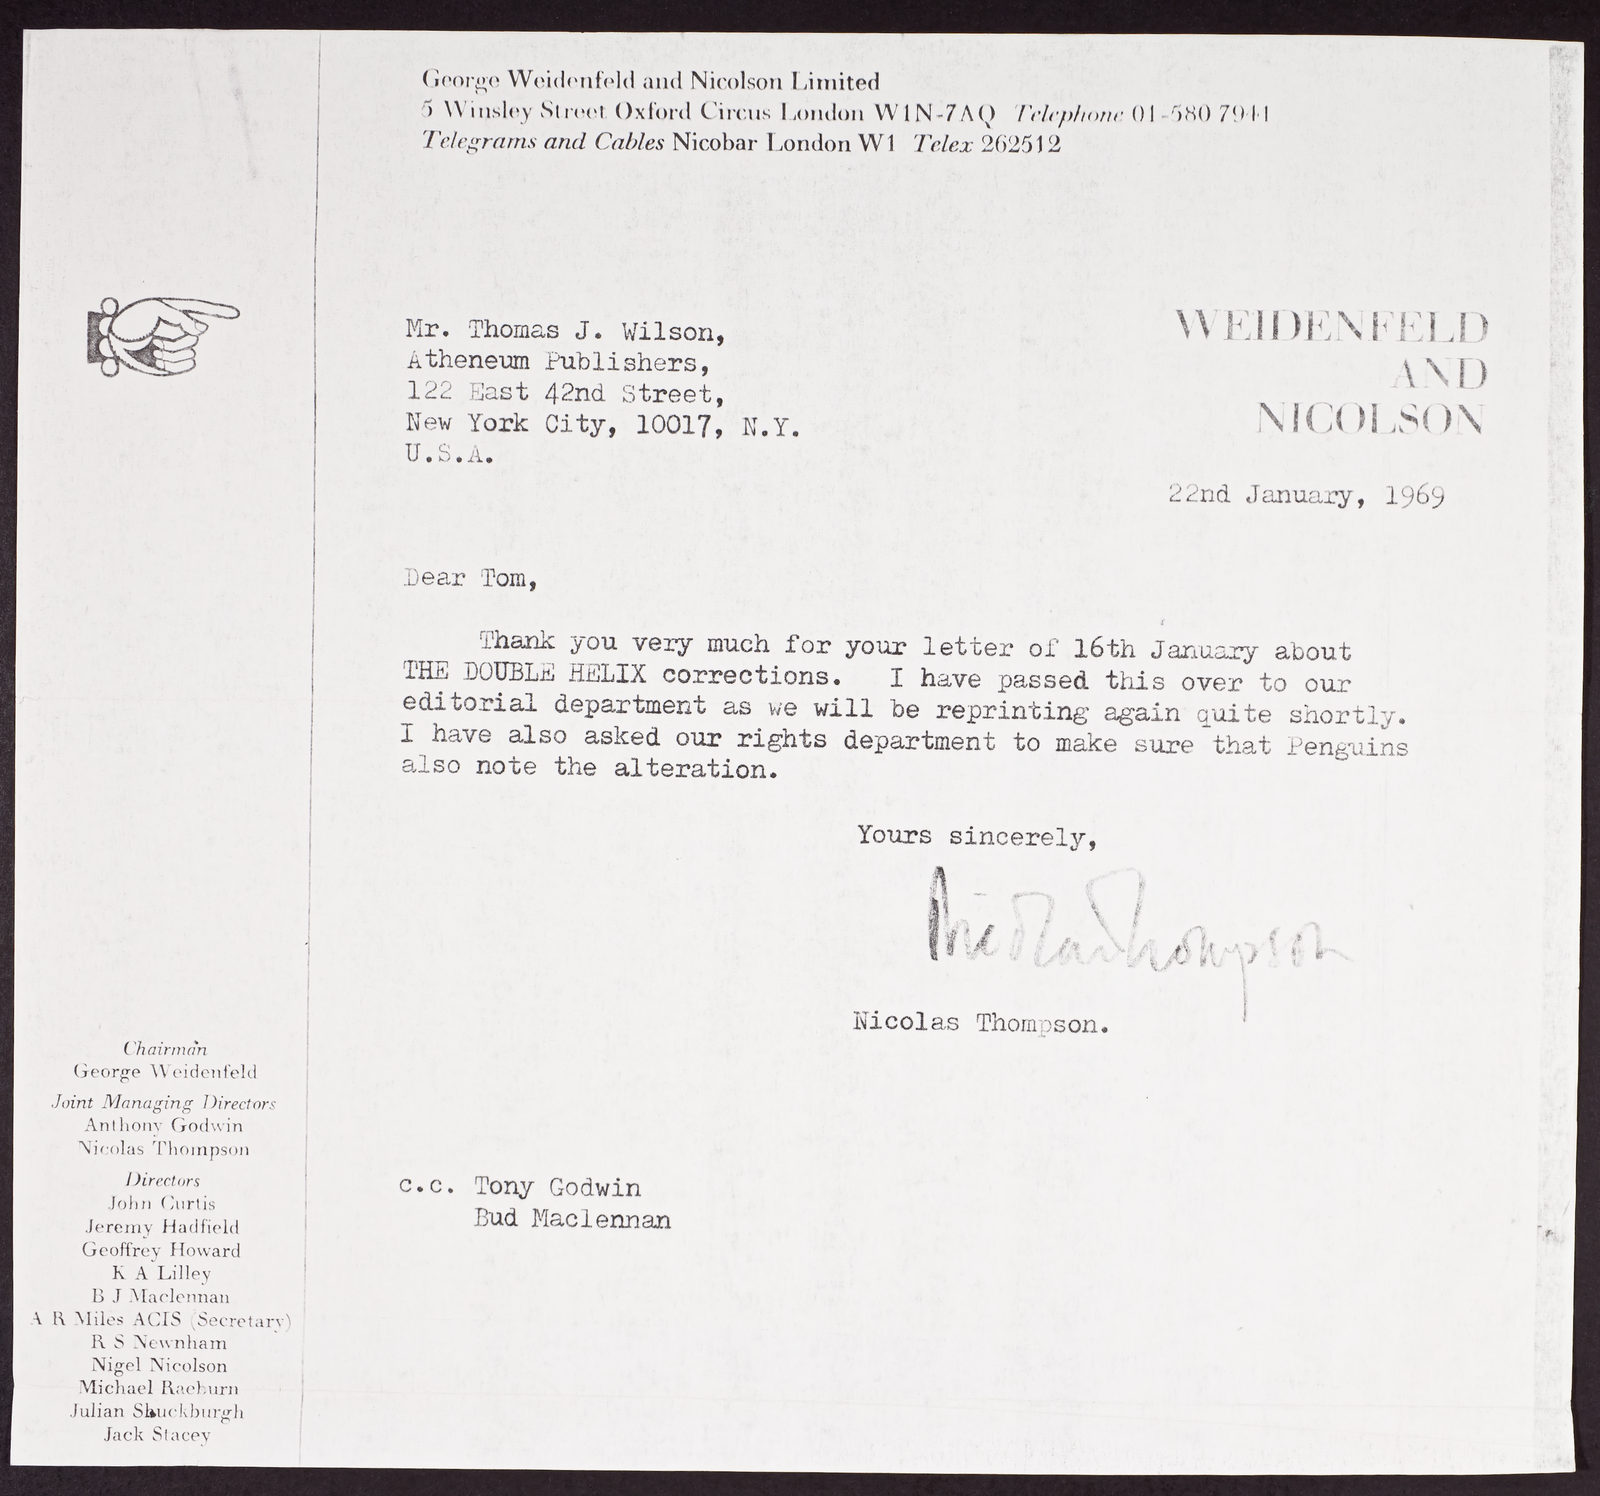 George Weidenfeld and Nicolson Limited
5 Winsley Street Oxford Circus London W1N-7AQ Telephone 01-580 7941
Telegrams and Cables Nicobar London W1 Telex 262512
WEIDENFELD
AND
NICOLSON
Mr. Thomas J. Wilson,
Atheneum Publishers,
122 East 42nd Street,
New York City, 10017, N.Y.
U.S.A.
22nd January, 1969
Dear Tom,
Thank you very much for your letter of 16th January about
THE DOUBLE HELIX corrections. I have passed this over to our
editorial department as we will be reprinting again quite shortly.
I have also asked our rights department to make sure that Penguins
also note the alteration.
Yours sincerely,
Nicolas Thompson
Nicolas Thompson.
c.c. Tony Godwin
Bud Maclennan
Chairman
George Weidenfeld
Joint Managing Directors
Anthony Godwin
Nicolas Thompson
Directors
John Curtis
Jeremy Hadfield
Geoffrey Howard
K A Lilley
B J Maclennan
A R Miles ACIS (Secretary)
R S Newnham
Nigel Nicolson
Michael Raeburn
Julian Shuckburgh
Jack Stacey